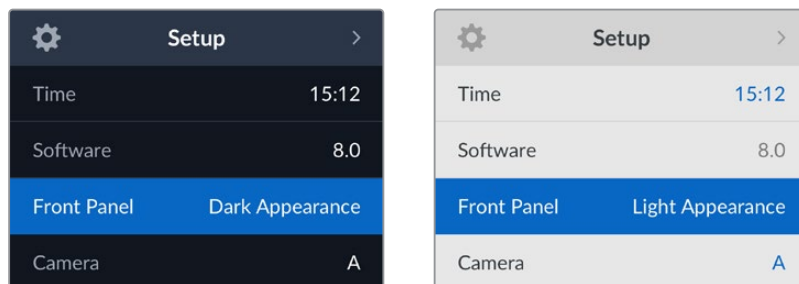 Setup
Time 15:12
Software 8.0
Front Panel Dark Appearance
Camera A
Setup
Time 15:12
Software 8.0
Front Panel Light Appearance
Camera A